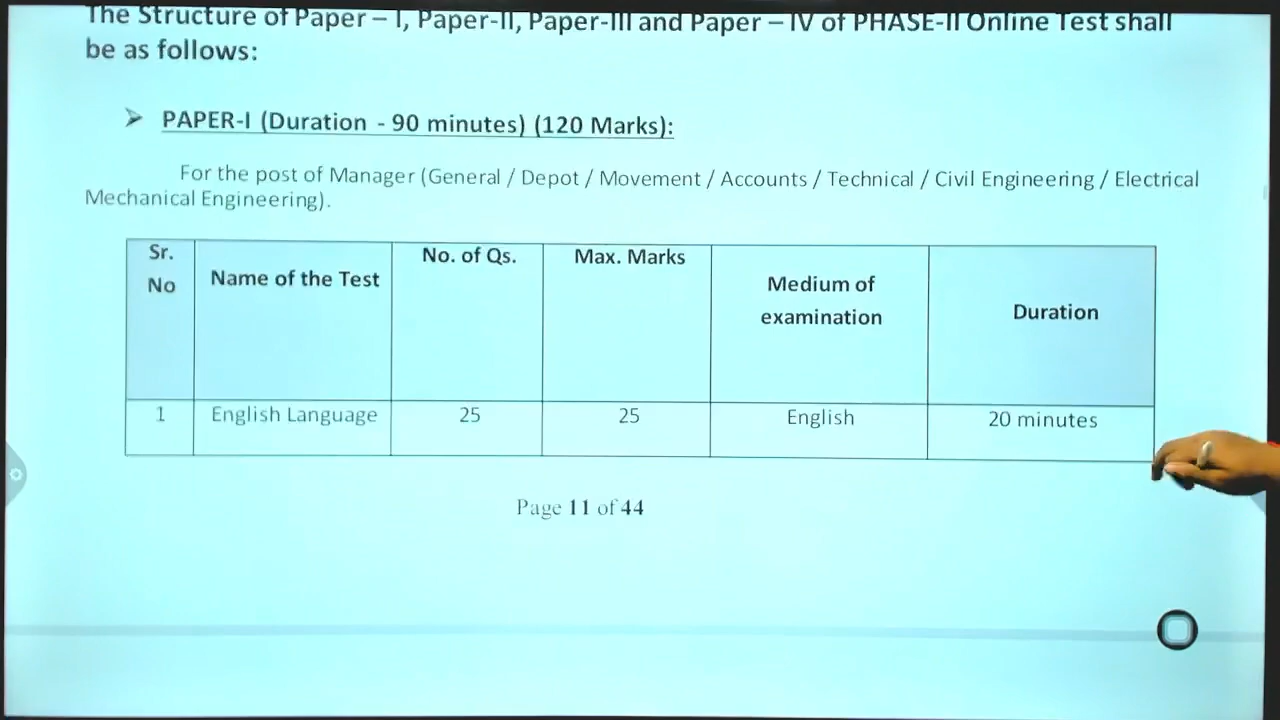 The Structure of Paper – I, Paper-II, Paper-III and Paper – IV of PHASE-II Online Test shall
be as follows:
➢ PAPER-I (Duration - 90 minutes) (120 Marks):
For the post of Manager (General / Depot / Movement / Accounts / Technical / Civil Engineering / Electrical
Mechanical Engineering).
Sr. No
Name of the Test
No. of Qs.
Max. Marks
Medium of
examination
Duration
1 English Language 25 25 English 20 minutes
Page 11 of 44